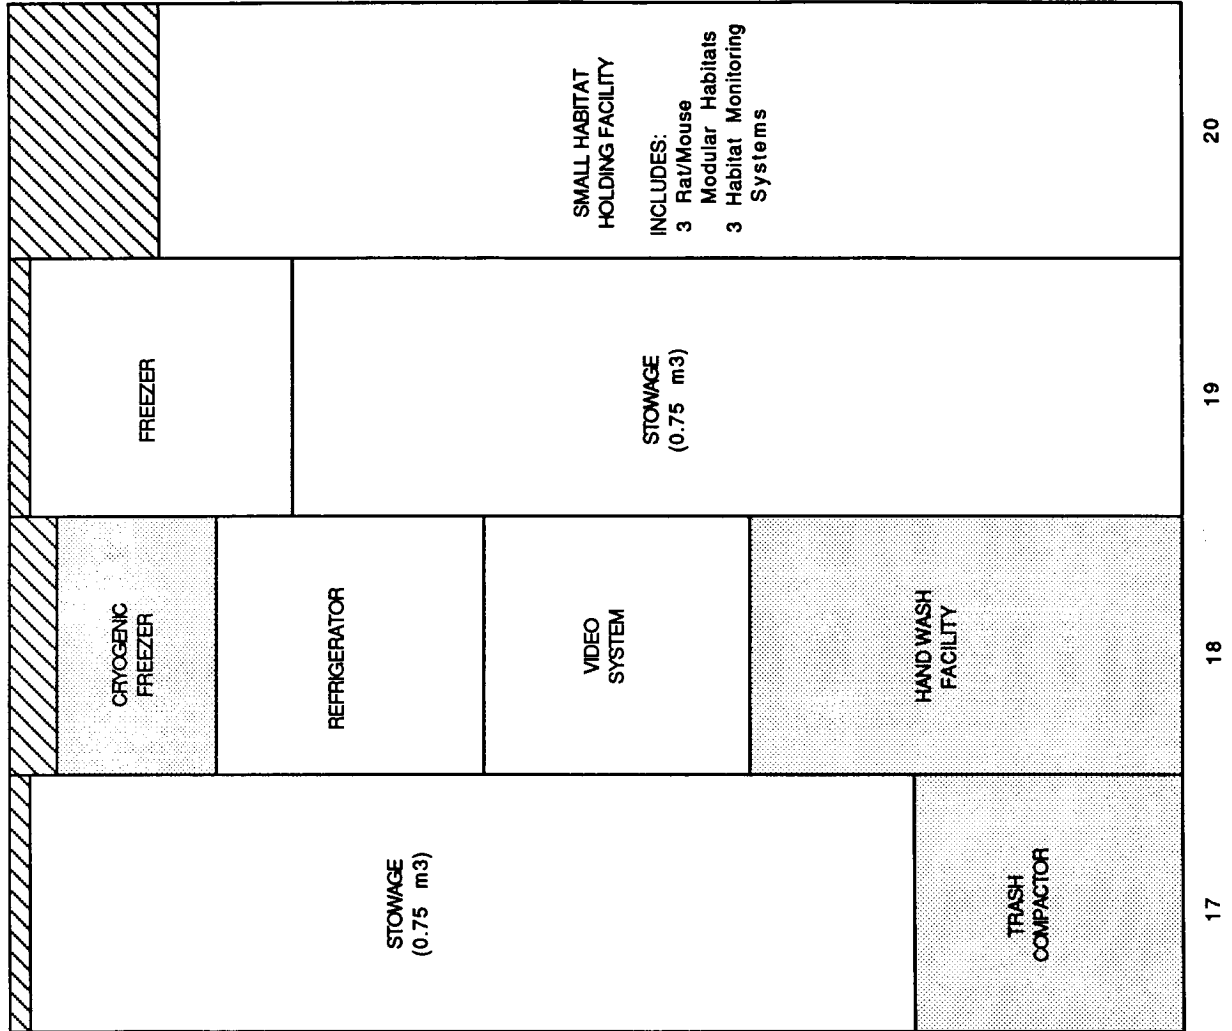 STOWAGE
(0.75 m3)
TRASH
COMPACTOR
17
CRYOGENIC
FREEZER
REFRIGERATOR
VIDEO
SYSTEM
HAND WASH
FACILITY
18
FREEZER
STOWAGE
(0.75 m3)
19
SMALL HABITAT
HOLDING FACILITY
INCLUDES:
3 Rat/Mouse
Modular Habitats
3 Habitat Monitoring
Systems
20